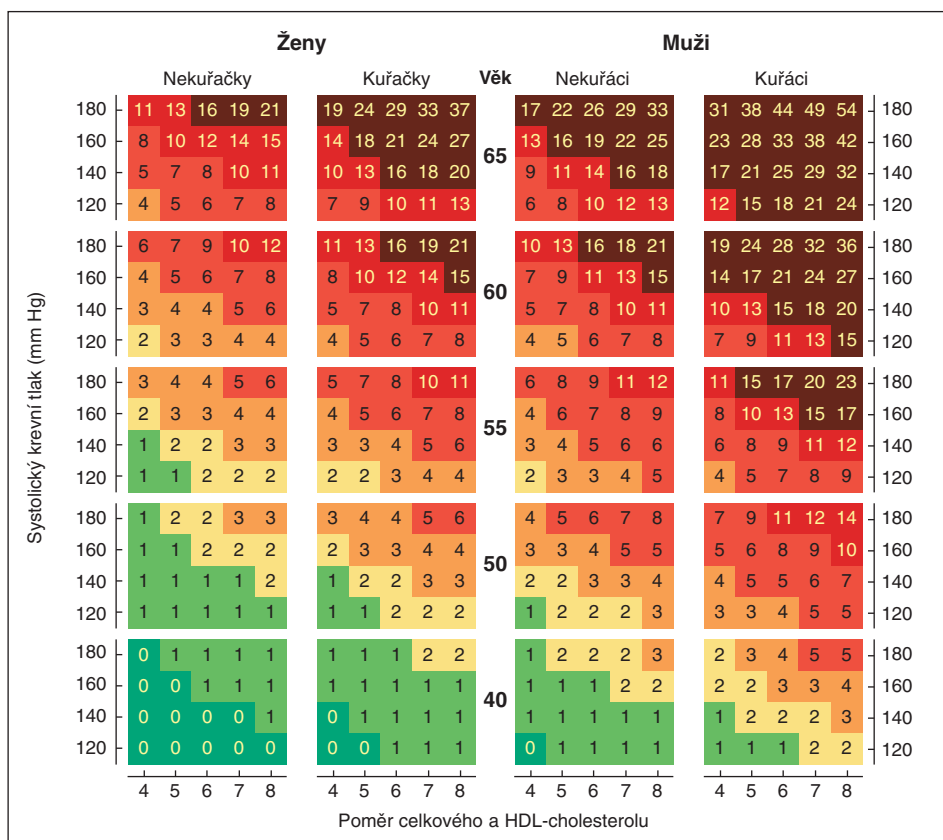 Ženy Muži
Nekuřačky Kuřačky Věk Nekuřáci Kuřáci
180 11 13 16 19 21 19 24 29 33 37 17 22 26 29 33 31 38 44 49 54 180
160 8 10 12 14 15 14 18 21 24 27 13 16 19 22 25 23 28 33 38 42 160
65
140 5 7 8 10 11 10 13 16 18 20 9 11 14 16 18 17 21 25 29 32 140
120 4 5 6 7 8 7 9 10 11 13 6 8 10 12 13 12 15 18 21 24 120
180 6 7 9 10 12 11 13 16 19 21 10 13 16 18 21 19 24 28 32 36 180
160 4 5 6 7 8 8 10 12 14 15 7 9 11 13 15 14 17 21 24 27 160
60
140 3 4 4 5 6 5 7 8 10 11 5 7 8 10 11 10 13 15 18 20 140
120 2 3 3 4 4 4 5 6 7 8 4 5 6 7 8 7 9 11 13 15 120
Systolický krevní tlak (mm Hg)
180 3 4 4 5 6 5 7 8 10 11 6 8 9 11 12 11 15 17 20 23 180
160 2 3 3 4 4 4 5 6 7 8 4 6 7 8 9 8 10 13 15 17 160
55
140 1 2 2 3 3 3 3 4 5 6 3 4 5 6 6 6 8 9 11 12 140
120 1 1 2 2 2 2 2 3 4 4 2 3 3 4 5 4 5 7 8 9 120
180 1 2 2 3 3 3 4 4 5 6 4 5 6 7 8 7 9 11 12 14 180
160 1 1 2 2 2 2 3 3 4 4 3 3 4 5 5 5 6 8 9 10 160
50
140 1 1 1 1 2 1 2 2 3 3 2 2 3 3 4 4 5 5 6 7 140
120 1 1 1 1 1 1 1 2 2 2 1 2 2 2 3 3 3 4 5 5 120
180 0 1 1 1 1 1 1 1 2 2 1 2 2 2 3 2 3 4 5 5 180
160 0 0 1 1 1 1 1 1 1 1 1 1 1 2 2 2 2 3 3 4 160
40
140 0 0 0 0 1 0 1 1 1 1 1 1 1 1 1 1 2 2 2 3 140
120 0 0 0 0 0 0 0 1 1 1 0 1 1 1 1 1 1 1 2 2 120
4 5 6 7 8 4 5 6 7 8 4 5 6 7 8 4 5 6 7 8
Poměr celkového a HDL-cholesterolu